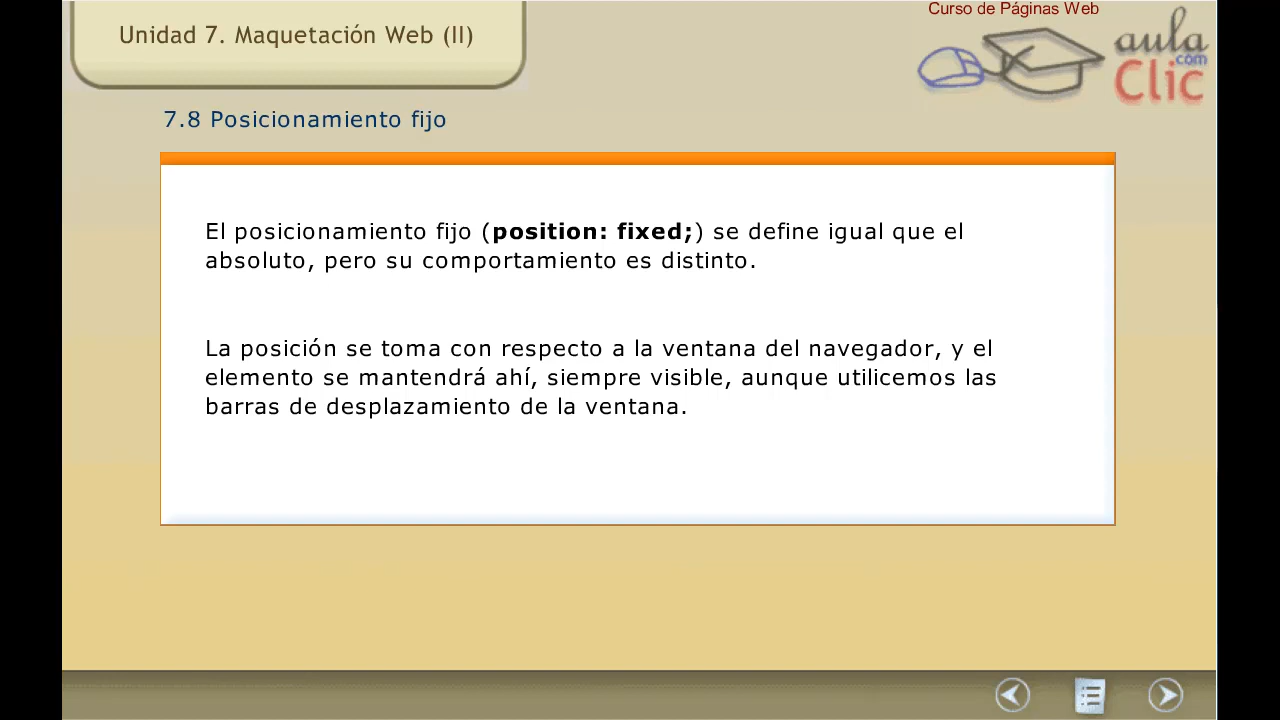 Curso de Páginas Web
Unidad 7. Maquetación Web (II)
aula
.com
Clic
7.8 Posicionamiento fijo
El posicionamiento fijo (position: fixed;) se define igual que el
absoluto, pero su comportamiento es distinto.
La posición se toma con respecto a la ventana del navegador, y el
elemento se mantendrá ahí, siempre visible, aunque utilicemos las
barras de desplazamiento de la ventana.